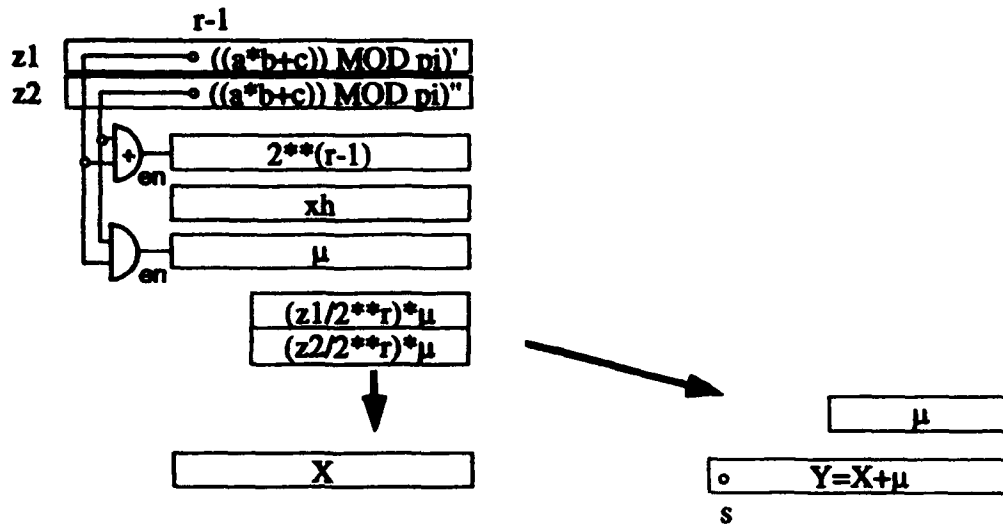 r-1
z1 ((a*b+c)) MOD pi)'
z2 ((a*b+c)) MOD pi)"
+ 2**(r-1)
en
xh
μ
en
(z1/2**r)*μ
(z2/2**r)*μ
μ
X Y=X+μ
s